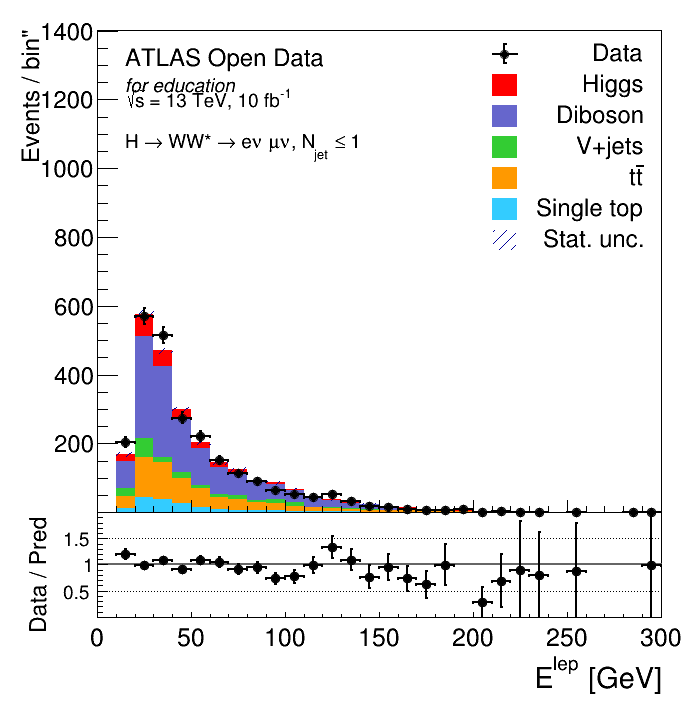 Events / bin"
1400
1200
1000
800
600
400
200
ATLAS Open Data
for education
√s = 13 TeV, 10 fb⁻¹
H → WW* → eν μν, N_jet ≤ 1
Data
Higgs
Diboson
V+jets
tt̄
Single top
Stat. unc.
Data / Pred
1.5
1
0.5
0 50 100 150 200 250 300
E^lep [GeV]